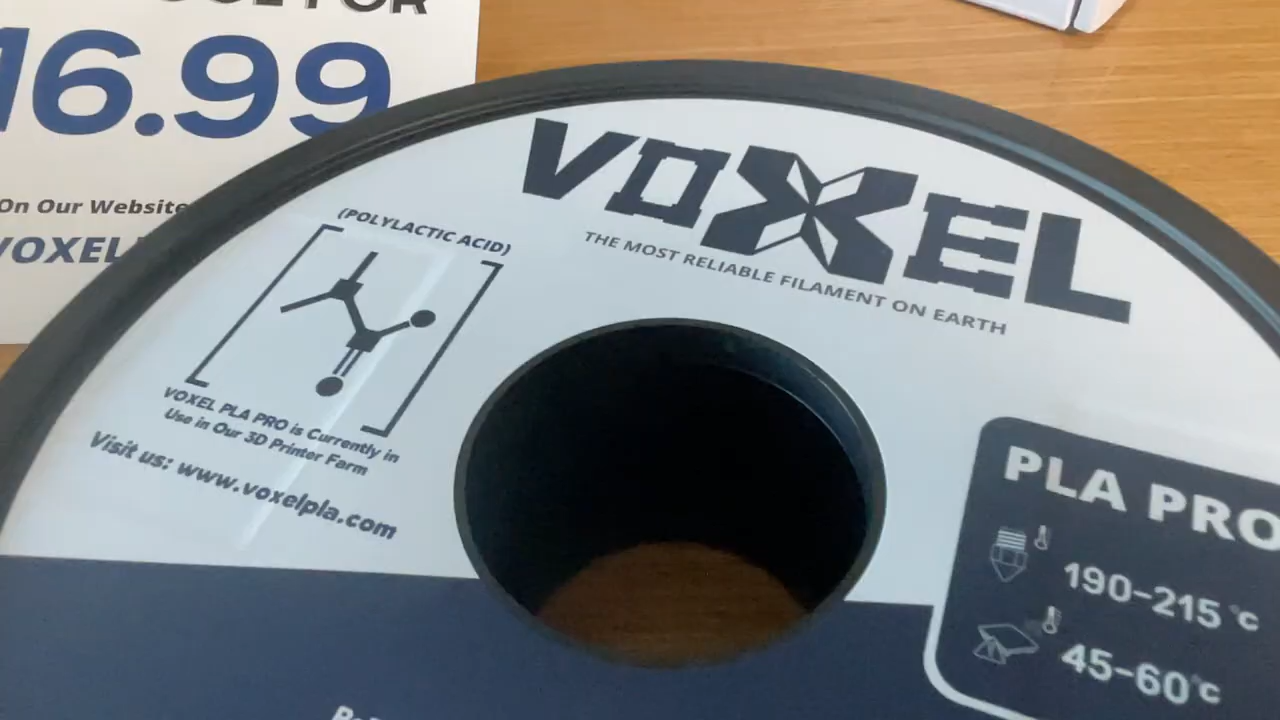 16.99
On Our Website
VOXEL
VOXEL
THE MOST RELIABLE FILAMENT ON EARTH
(POLYLACTIC ACID)
VOXEL PLA PRO is Currently in
Use in Our 3D Printer Farm
Visit us: www.voxelpla.com
PLA PRO
190-215 °c
45-60°c